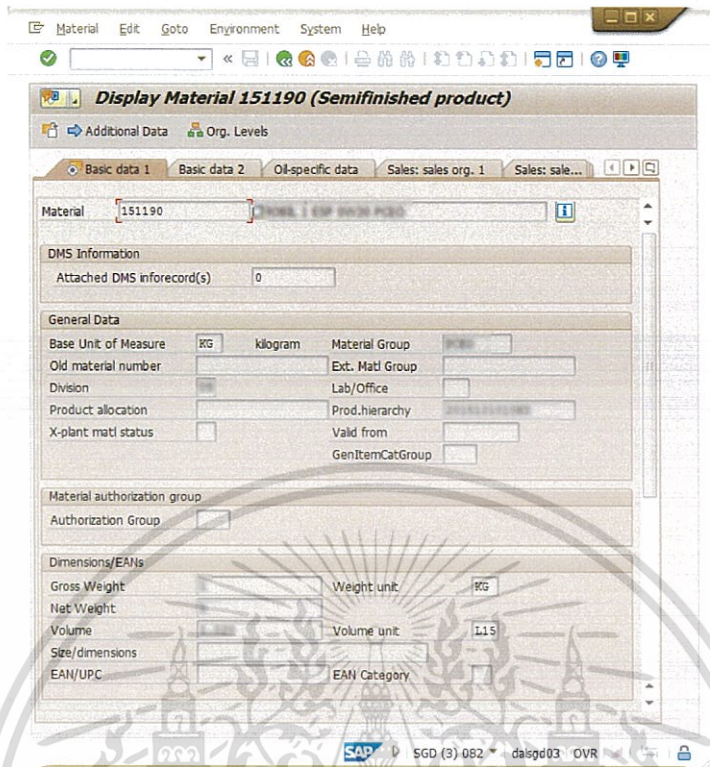 Material Edit Goto Environment System Help
Display Material 151190 (Semifinished product)
Additional Data Org. Levels
Basic data 1 Basic data 2 Oil-specific data Sales: sales org. 1 Sales: sale...
Material 151190
DMS Information
Attached DMS inforecord(s) 0
General Data
Base Unit of Measure KG kilogram Material Group
Old material number Ext. Matl Group
Division Lab/Office
Product allocation Prod.hierarchy
X-plant matl status Valid from
GenItemCatGroup
Material authorization group
Authorization Group
Dimensions/EANs
Gross Weight Weight unit KG
Net Weight
Volume Volume unit L15
Size/dimensions
EAN/UPC EAN Category
SAP SGD (3) 082 dalsgd03 OVR